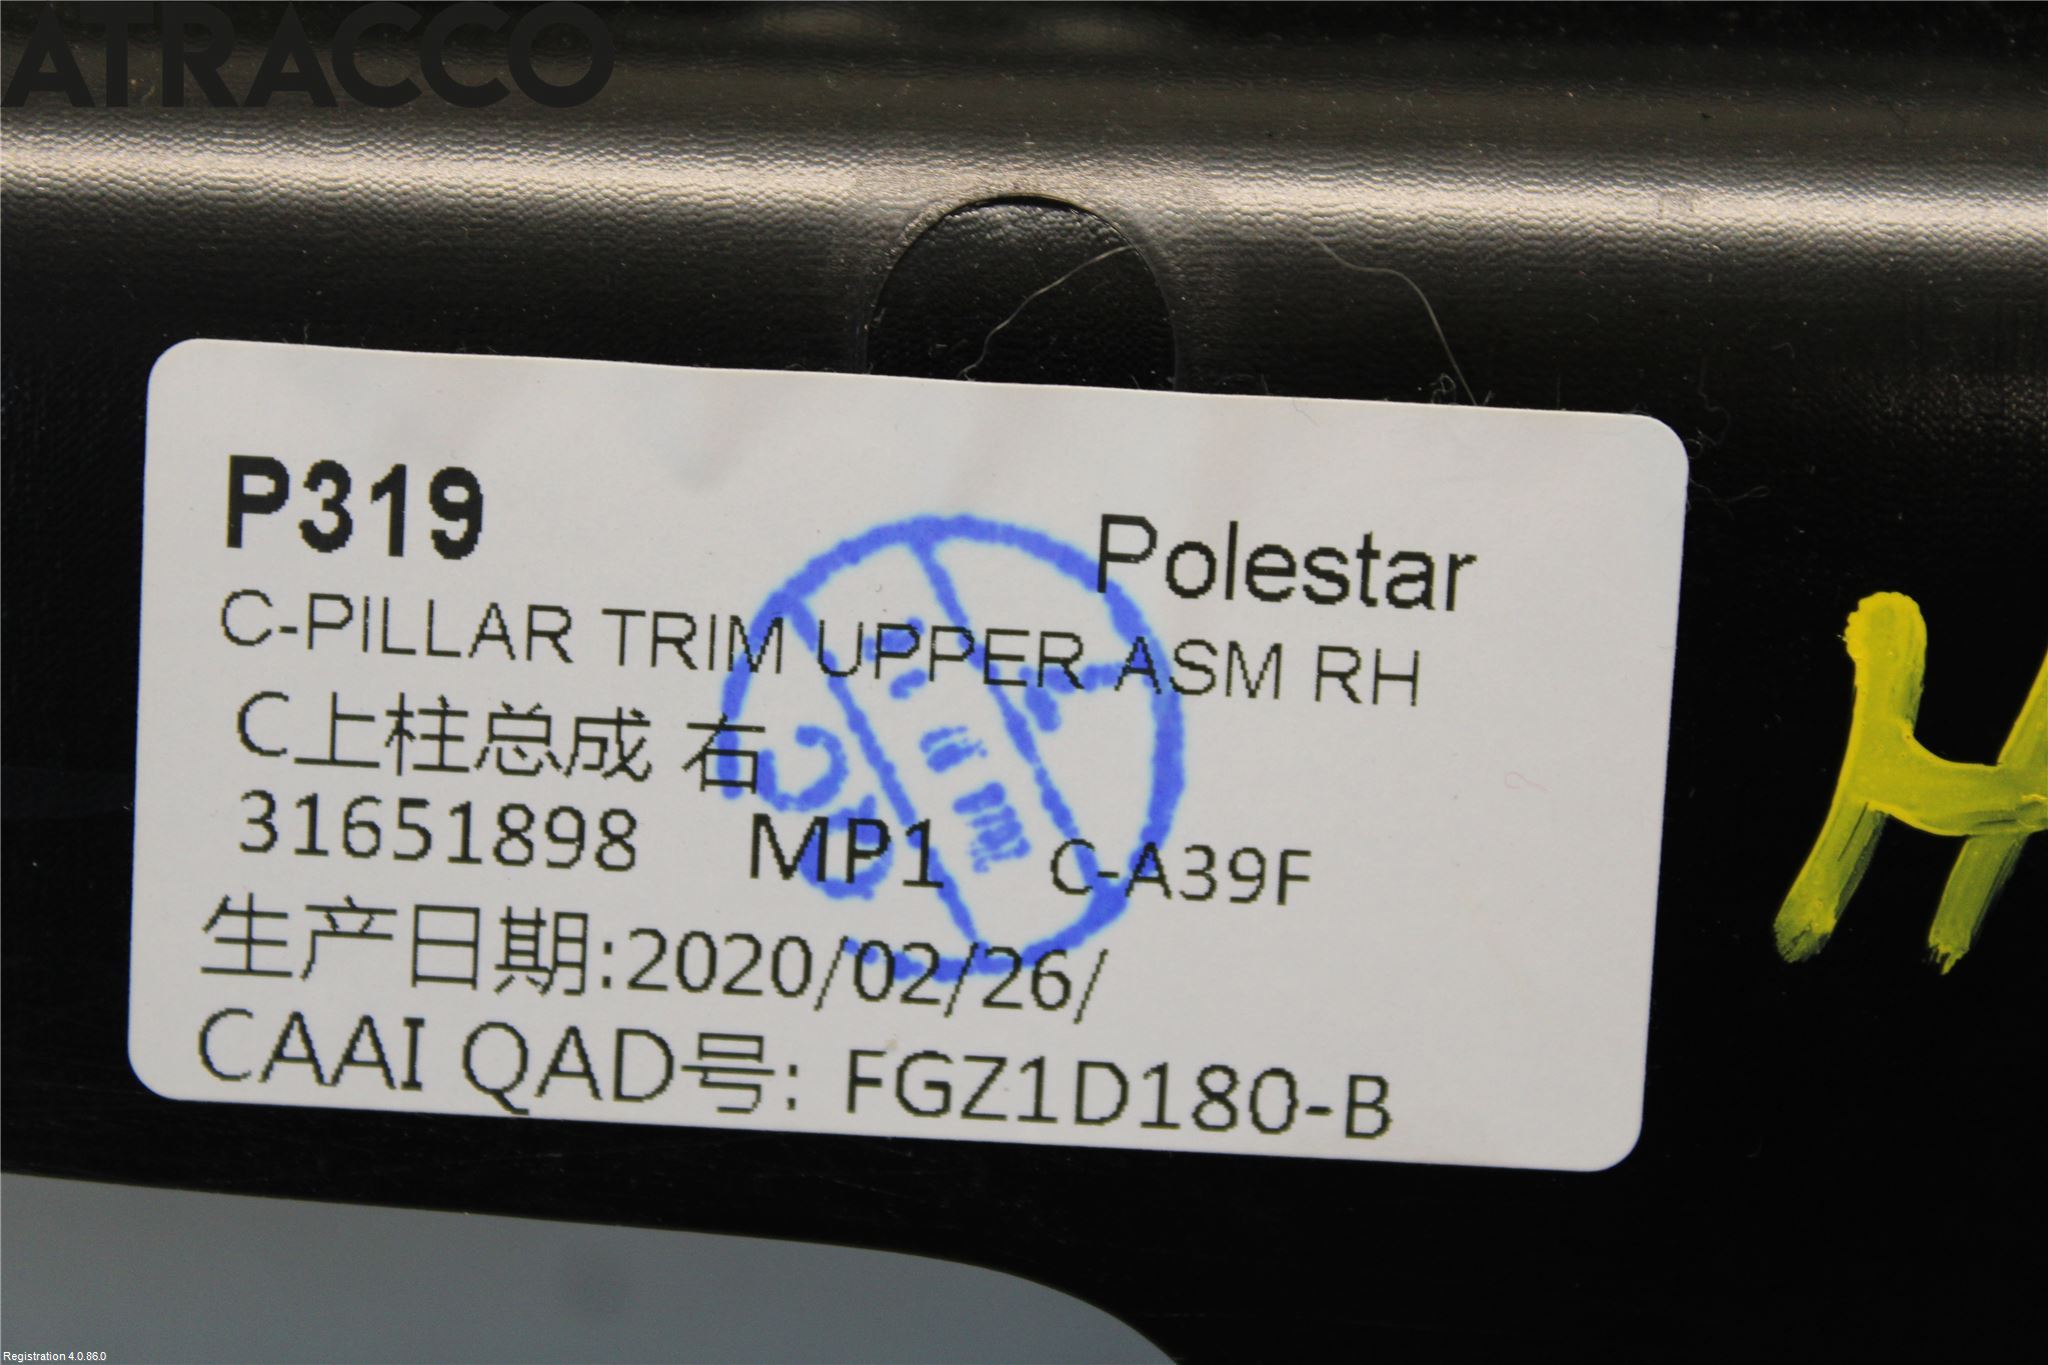 ATRACCO
P319
Polestar
C-PILLAR TRIM UPPER ASM RH
C上柱总成 右
31651898 MP1 C-A39F
生产日期:2020/02/26/
CAAI QAD号: FGZ1D180-B
H
Registration 4.0.86.0